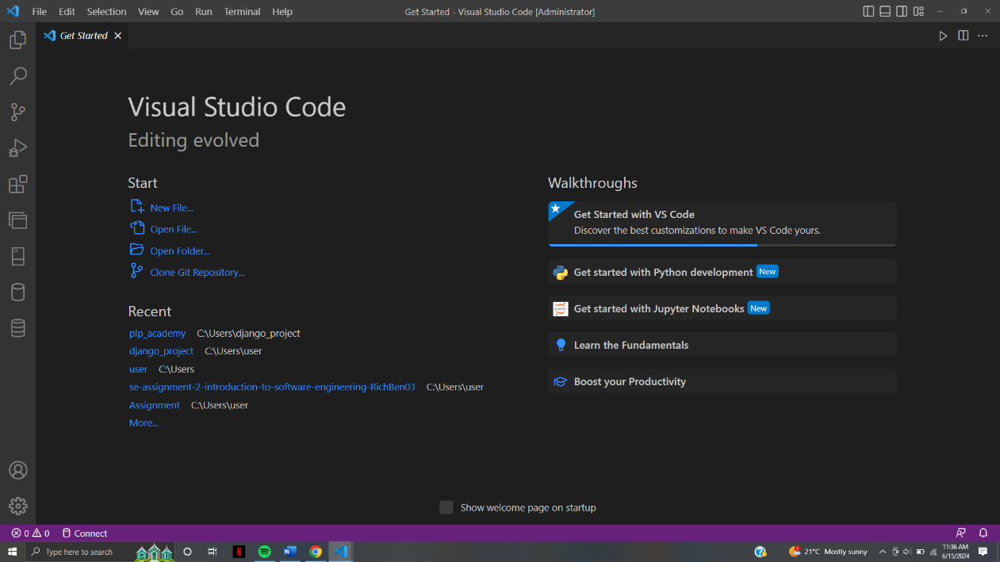 File Edit Selection View Go Run Terminal Help Get Started - Visual Studio Code [Administrator]
Get Started
Visual Studio Code
Editing evolved
Start
New File...
Open File...
Open Folder...
Clone Git Repository...
Recent
plp_academy C:\Users\django_project
django_project C:\Users\user
user C:\Users
se-assignment-2-introduction-to-software-engineering-RichBen03 C:\Users\user
Assignment C:\Users\user
More...
Walkthroughs
Get Started with VS Code
Discover the best customizations to make VS Code yours.
Get started with Python development New
Get started with Jupyter Notebooks New
Learn the Fundamentals
Boost your Productivity
Show welcome page on startup
0 0 Connect
Type here to search
21°C Mostly sunny
11:36 AM
6/15/2024